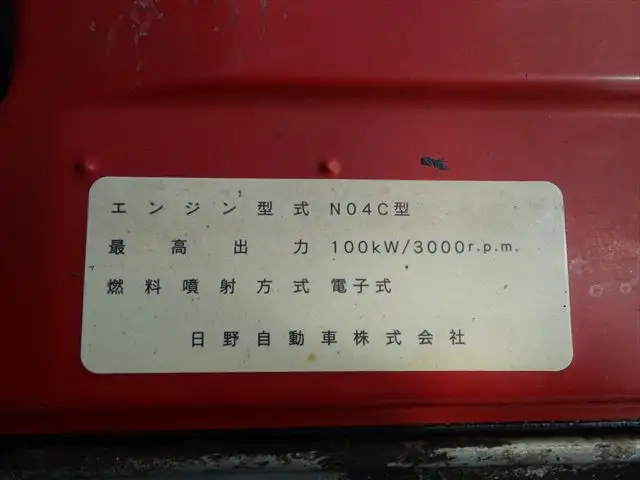 エンジン型式 N04C型
最高出力 100kW/3000r.p.m.
燃料噴射方式 電子式
日野自動車株式会社